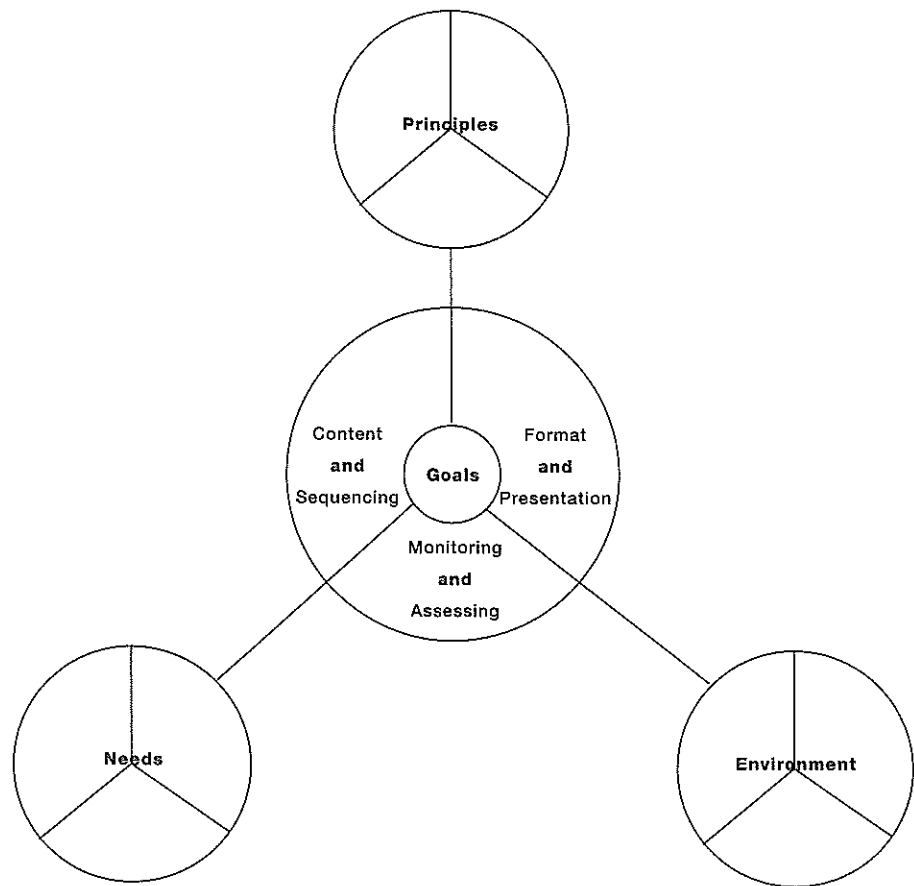 Principles
Content
and
Sequencing
Goals
Format
and
Presentation
Monitoring
and
Assessing
Needs
Environment